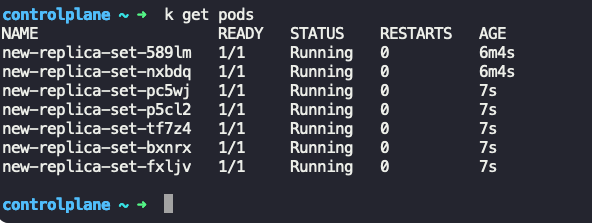 controlplane ~ ➜  k get pods
NAME                    READY   STATUS    RESTARTS   AGE
new-replica-set-589lm   1/1     Running   0          6m4s
new-replica-set-nxbdq   1/1     Running   0          6m4s
new-replica-set-pc5wj   1/1     Running   0          7s
new-replica-set-p5cl2   1/1     Running   0          7s
new-replica-set-tf7z4   1/1     Running   0          7s
new-replica-set-bxnrx   1/1     Running   0          7s
new-replica-set-fxljv   1/1     Running   0          7s
controlplane ~ ➜